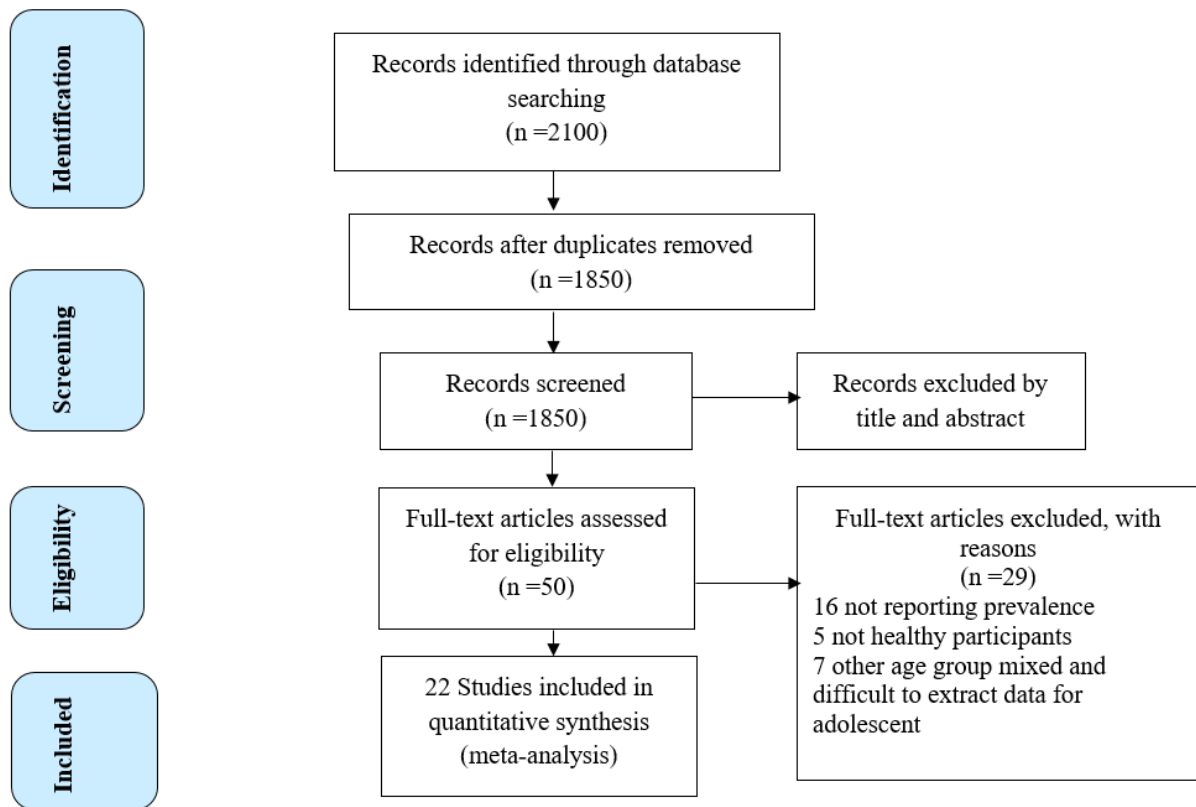 Identification
Records identified through database
searching
(n =2100)
Records after duplicates removed
(n =1850)
Screening
Records screened
(n =1850)
Records excluded by
title and abstract
Eligibility
Full-text articles assessed
for eligibility
(n =50)
Full-text articles excluded, with
reasons
(n =29)
16 not reporting prevalence
5 not healthy participants
7 other age group mixed and
difficult to extract data for
adolescent
Included
22 Studies included in
quantitative synthesis
(meta-analysis)